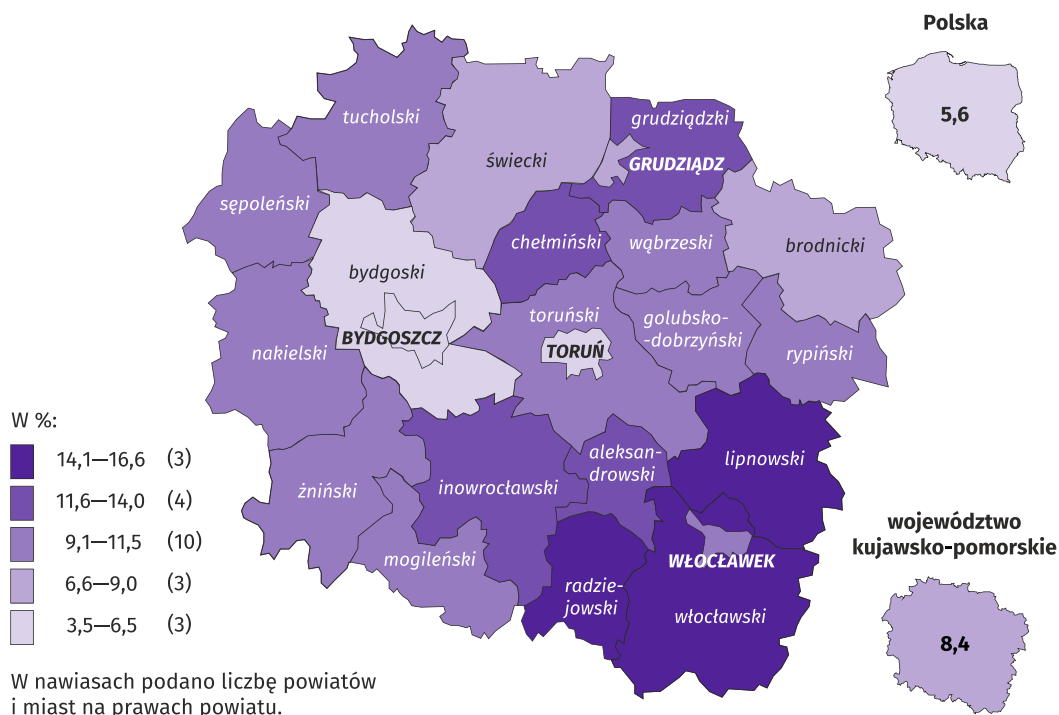 Polska
5,6
tucholski
grudziądzki
świecki
GRUDZIĄDZ
sępoleński
chełmiński
wąbrzeski
brodnicki
bydgoski
toruński
golubsko-
-dobrzyński
BYDGOSZCZ
TORUŃ
nakielski
rypiński
W %:
14,1—16,6 (3)
11,6—14,0 (4)
9,1—11,5 (10)
6,6—9,0 (3)
3,5—6,5 (3)
aleksan-
drowski
lipnowski
żniński
inowrocławski
mogileński
WŁOCŁAWEK
radzie-
jowski
włocławski
województwo
kujawsko-pomorskie
8,4
W nawiasach podano liczbę powiatów
i miast na prawach powiatu.